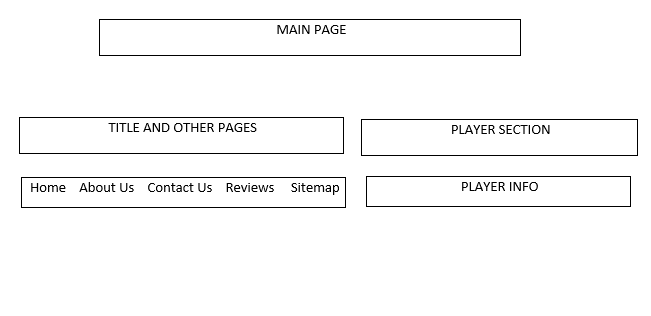 MAIN PAGE
TITLE AND OTHER PAGES
PLAYER SECTION
Home About Us Contact Us Reviews Sitemap
PLAYER INFO